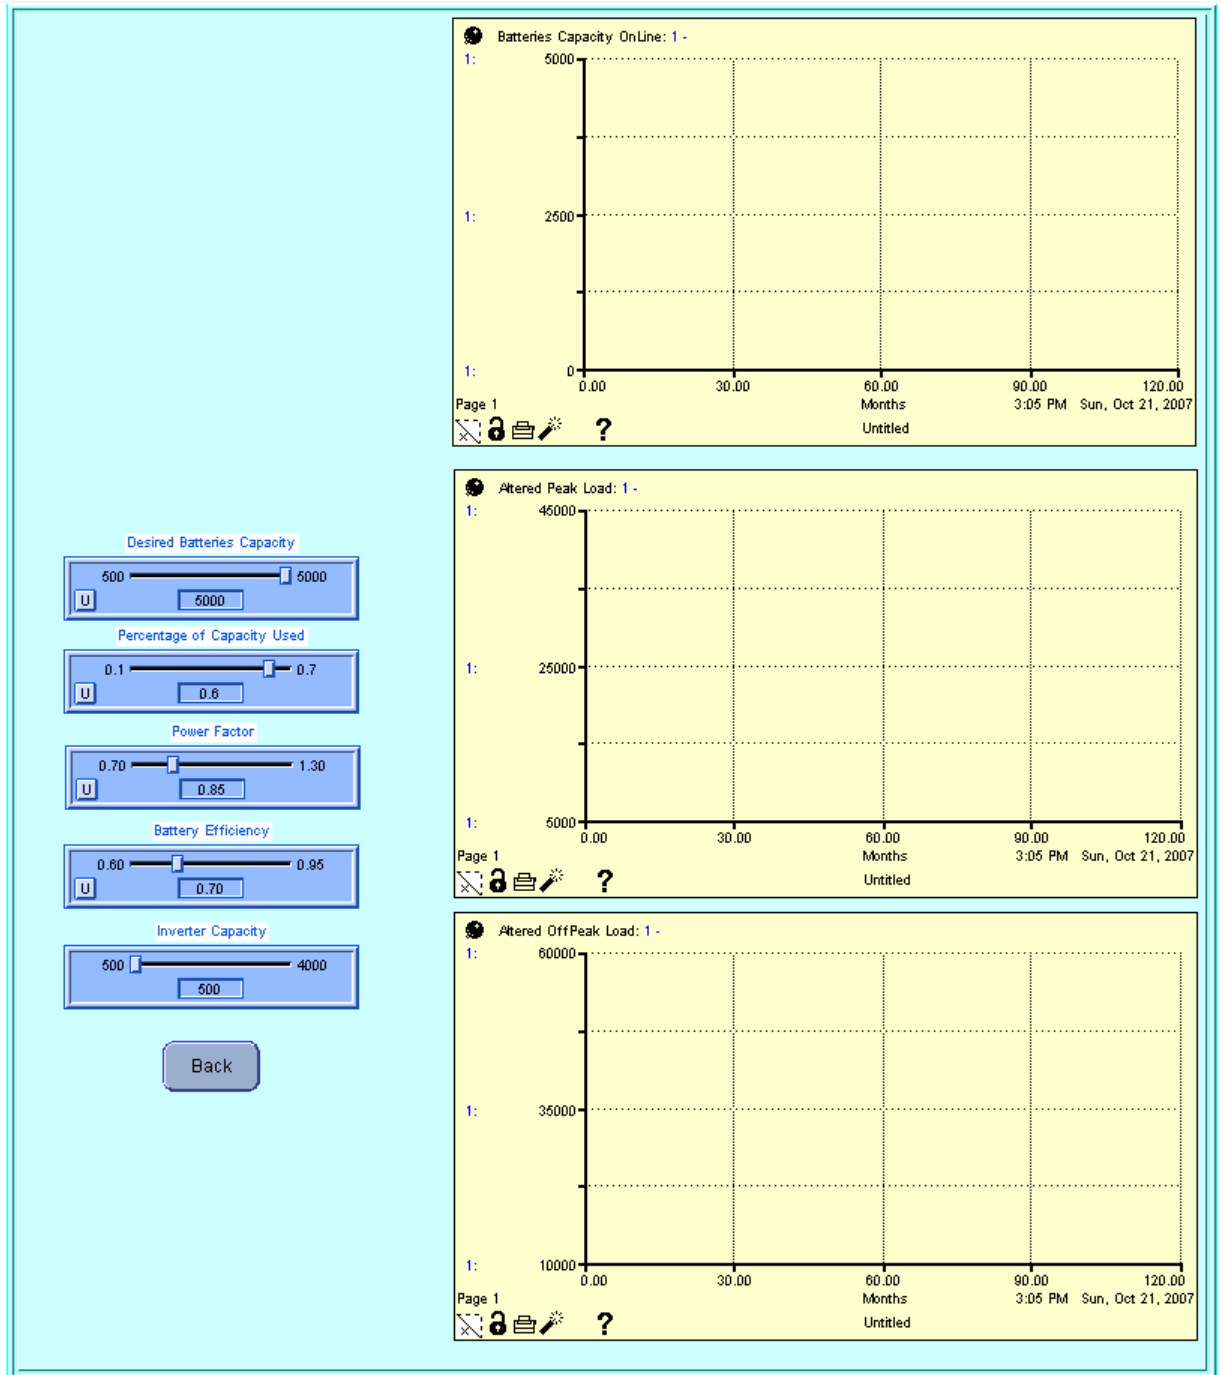 Batteries Capacity OnLine: 1 -
1: 5000
1: 2500
1: 0
0.00 30.00 60.00 90.00 120.00
Page 1 Months 3:05 PM Sun, Oct 21, 2007
? Untitled
Altered Peak Load: 1 -
1: 45000
1: 25000
1: 5000
0.00 30.00 60.00 90.00 120.00
Page 1 Months 3:05 PM Sun, Oct 21, 2007
? Untitled
Altered OffPeak Load: 1 -
1: 60000
1: 35000
1: 10000
0.00 30.00 60.00 90.00 120.00
Page 1 Months 3:05 PM Sun, Oct 21, 2007
? Untitled
Desired Batteries Capacity
500 5000
U 5000
Percentage of Capacity Used
0.1 0.7
U 0.6
Power Factor
0.70 1.30
U 0.85
Battery Efficiency
0.60 0.95
U 0.70
Inverter Capacity
500 4000
500
Back